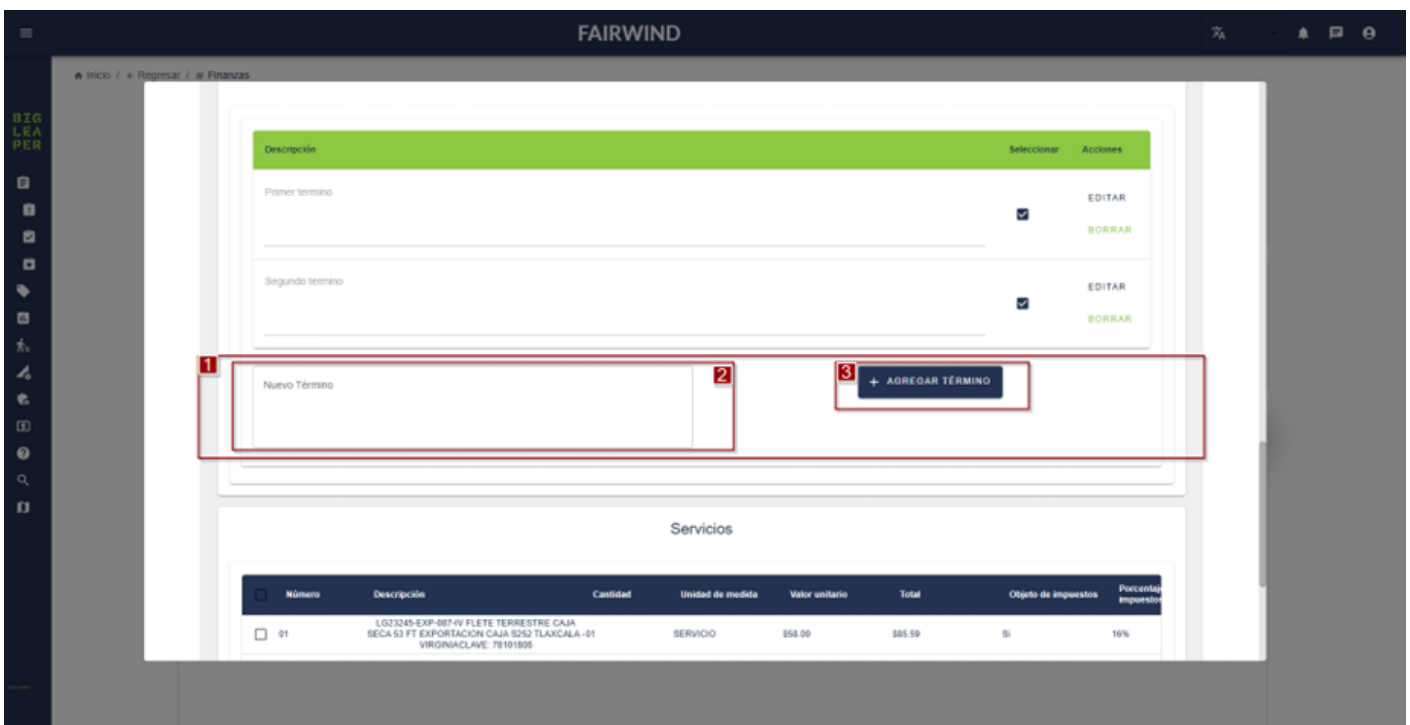 FAIRWIND
Inicio / Regresar / Finanzas
BIG
LEA
PER
Descripción
Seleccionar
Acciones
Primer termino
EDITAR
BORRAR
Segundo termino
EDITAR
BORRAR
1
2
3
Nuevo Término
+ AGREGAR TÉRMINO
Servicios
Número
Descripción
Cantidad
Unidad de medida
Valor unitario
Total
Objeto de impuestos
Porcentaj
impuestos
01
LG23245-EXP-087-IV FLETE TERRESTRE CAJA
SECA 53 FT EXPORTACION CAJA S252 TLAXCALA -01
VIRGINIACLAVE: 78101806
SERVICIO
$58.00
$85.59
Si
16%